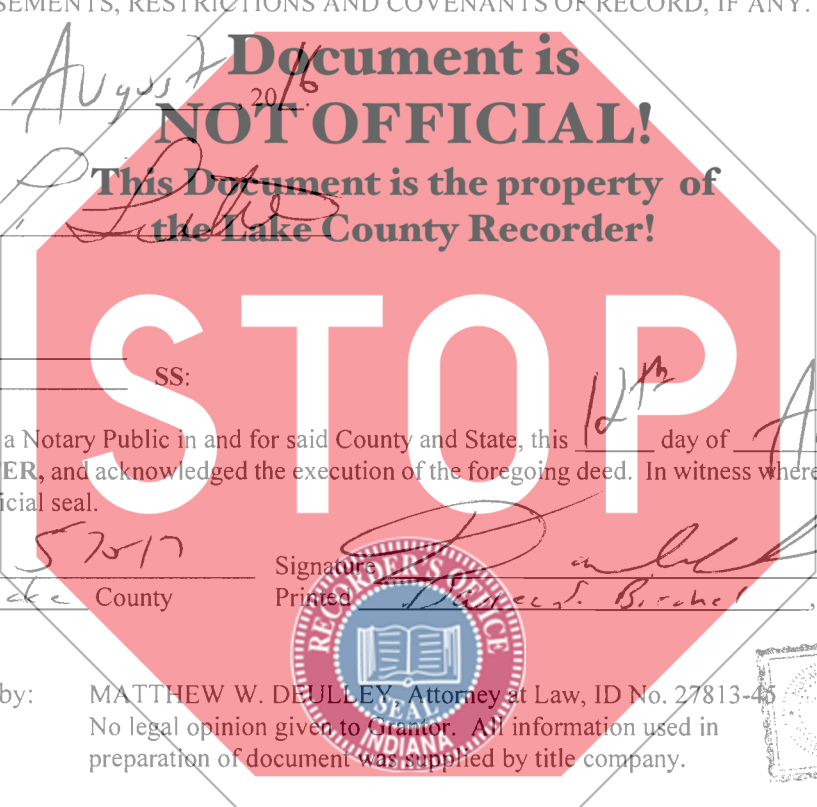 SEMENTS, RESTRICTIONS AND COVENANTS OF RECORD, IF ANY.
Document is
August, 2016.
NOT OFFICIAL!
This Document is the property of
the Lake County Recorder!
STOP
SS:
a Notary Public in and for said County and State, this 12th day of A
ER, and acknowledged the execution of the foregoing deed. In witness where
icial seal.
Signature
ake County Printed
RECORDER'S OFFICE
SEAL
INDIANA
by: MATTHEW W. DEULLEY, Attorney at Law, ID No. 27813-45
No legal opinion given to Grantor. All information used in
preparation of document was supplied by title company.